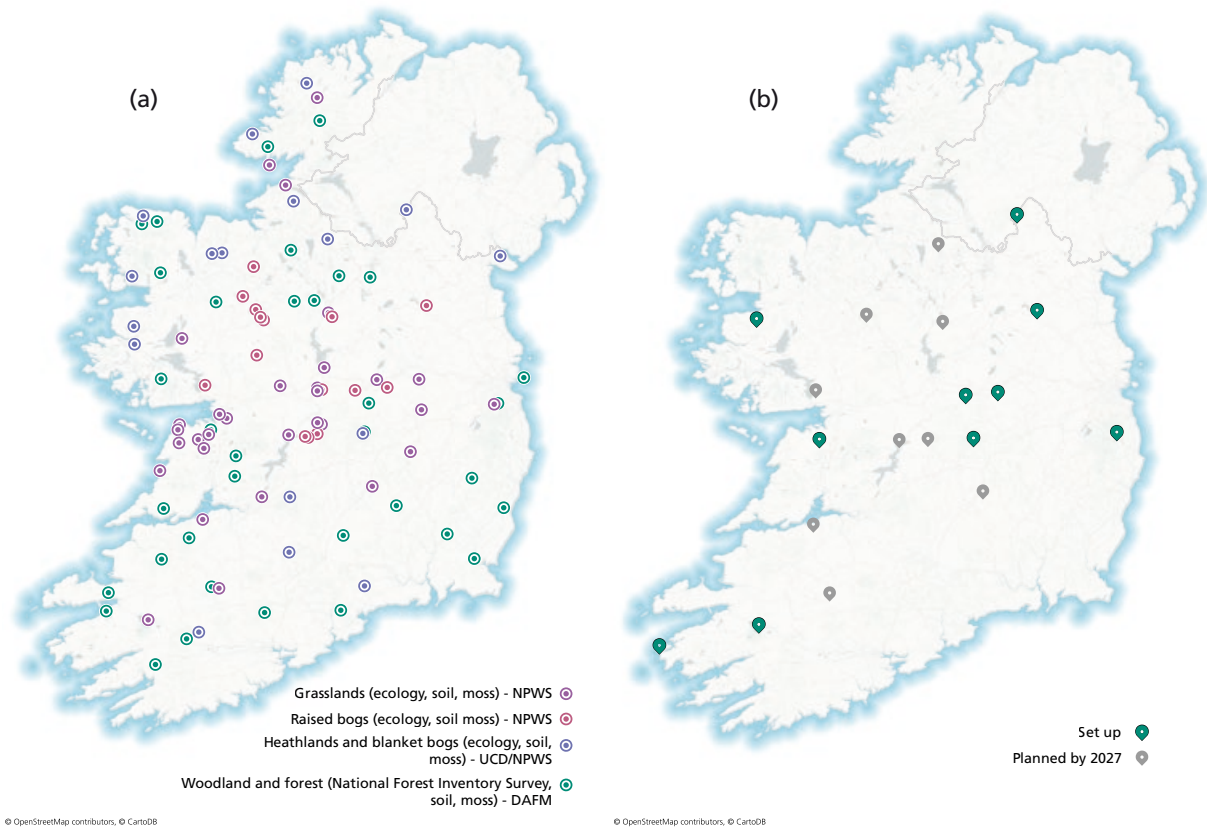 (a)
(b)
Grasslands (ecology, soil, moss) - NPWS
Raised bogs (ecology, soil moss) - NPWS
Heathlands and blanket bogs (ecology, soil,
moss) - UCD/NPWS
Woodland and forest (National Forest Inventory Survey,
soil, moss) - DAFM
Set up
Planned by 2027
© OpenStreetMap contributors, © CartoDB
© OpenStreetMap contributors, © CartoDB